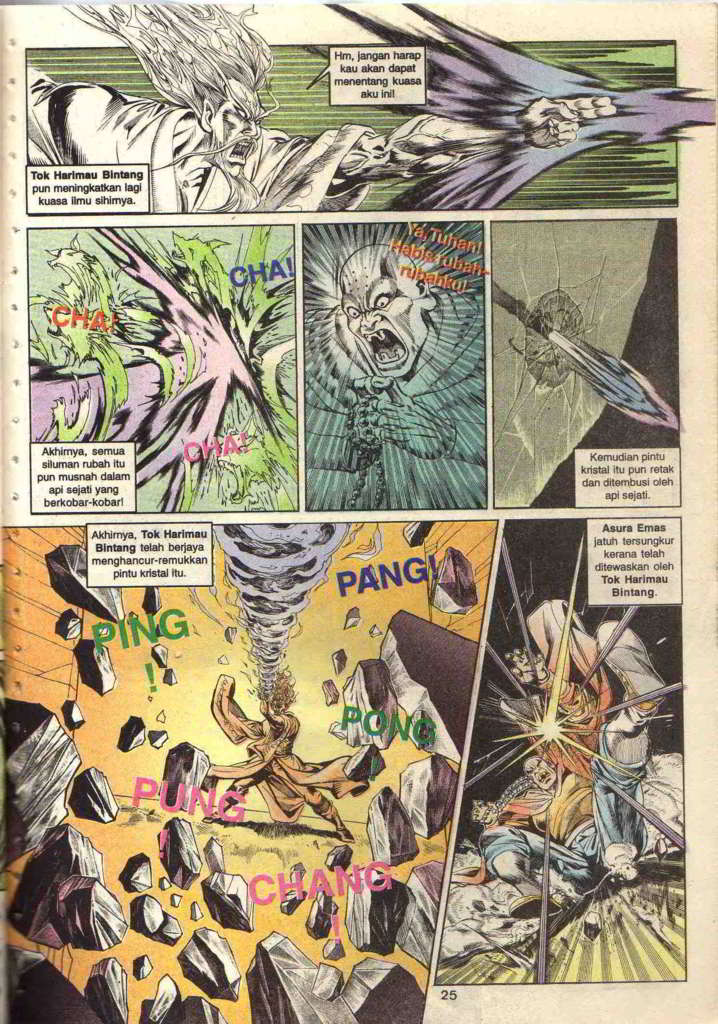 Hm, jangan harap
kau akan dapat
menentang kuasa
aku ini!
Tok Harimau Bintang
pun meningkatkan lagi
kuasa ilmu sihirnya.
CHA!
CHA!
CHA!
Akhirnya, semua
siluman rubah itu
pun musnah dalam
api sejati yang
berkobar-kobar!
Ya, Tuhan!
Habis rubah-
rubahku!
Kemudian pintu
kristal itu pun retak
dan ditembusi oleh
api sejati.
Akhirnya, Tok Harimau
Bintang telah berjaya
menghancur-remukkan
pintu kristal itu.
PANG!
PING
!
PONG
!
PUNG
!
CHANG
!
Asura Emas
jatuh tersungkur
kerana telah
ditewaskan oleh
Tok Harimau
Bintang.
25